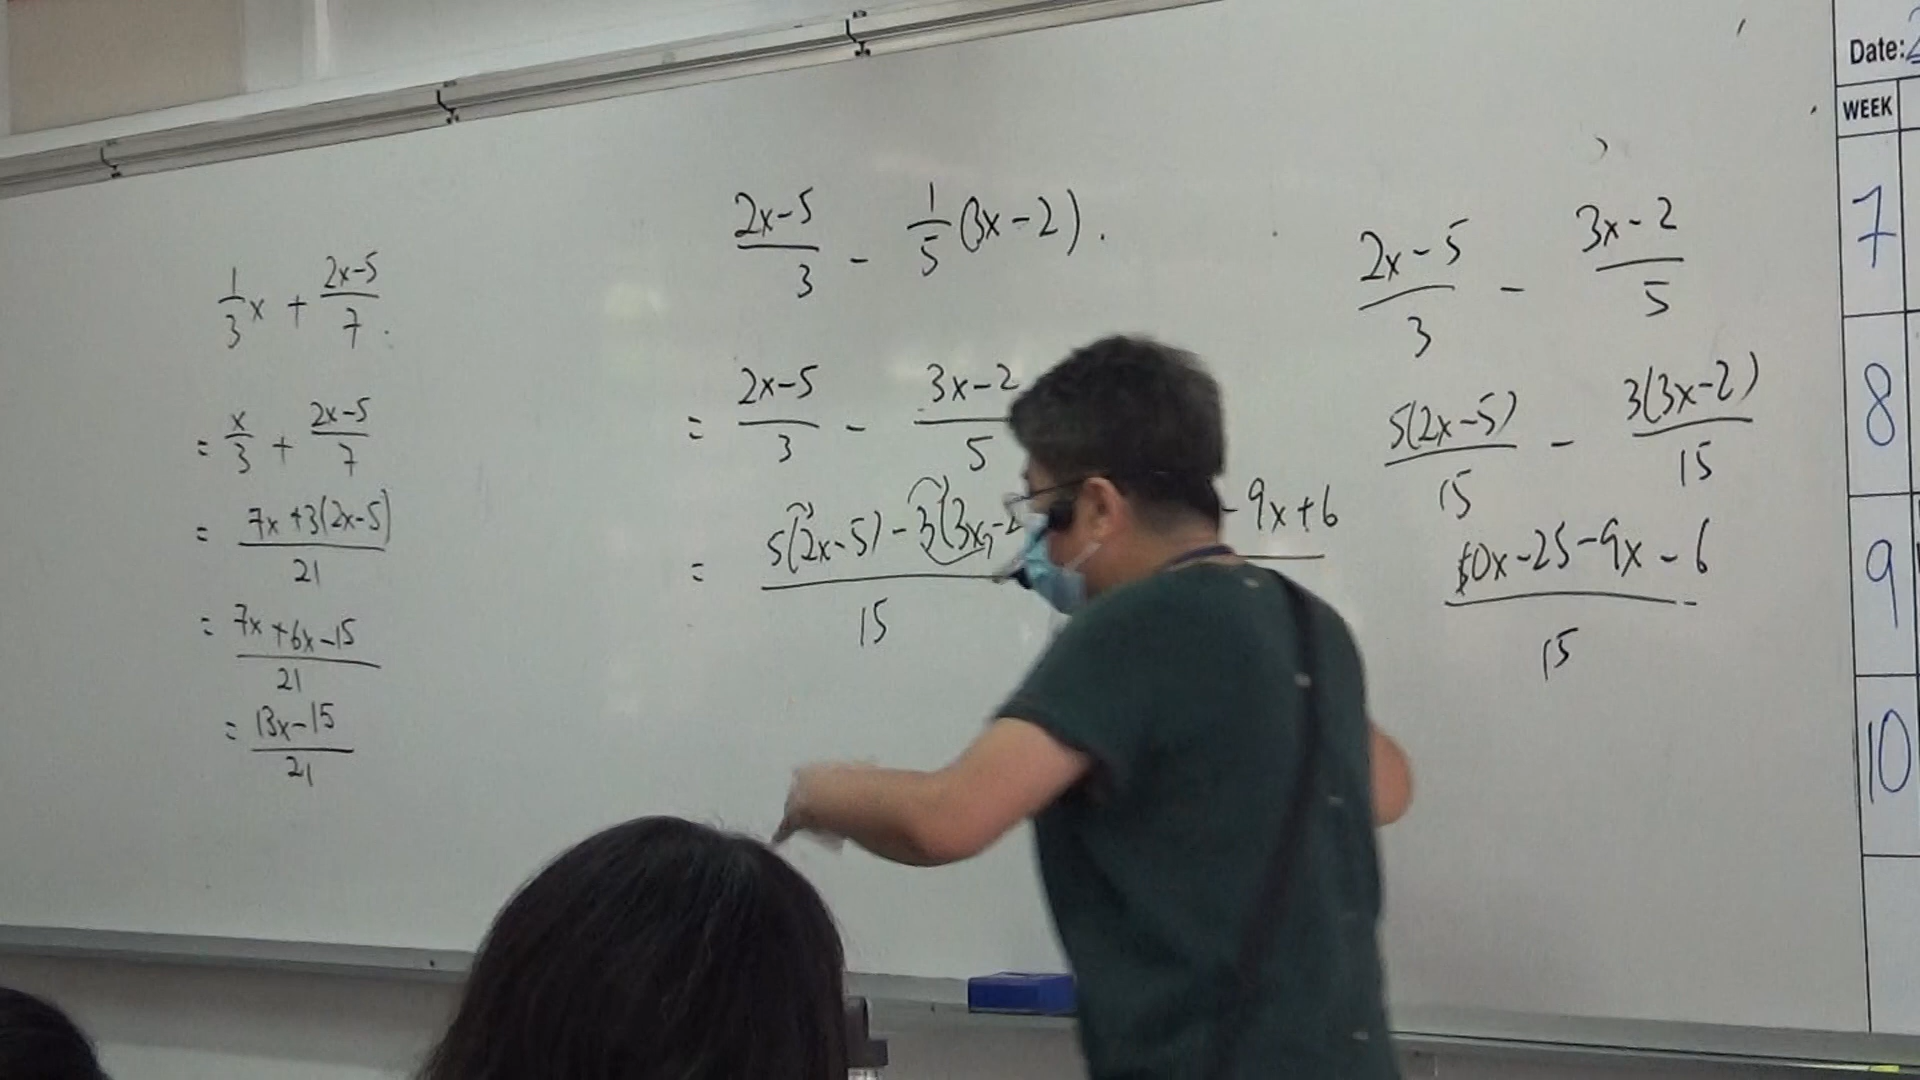 1/3 x + 2x-5/7
= x/3 + 2x-5/7
= 7x+3(2x-5)/21
= 7x+6x-15/21
= 13x-15/21
2x-5/3 - 1/5 (3x-2).
= 2x-5/3 - 3x-2/5
= 5(2x-5)-3(3x-2/15
-9x+6
2x-5/3 - 3x-2/5
5(2x-5)/15 - 3(3x-2)/15
10x-25-9x-6/15
Date:
WEEK
7
8
9
10